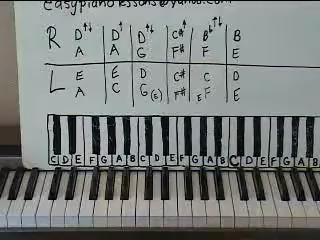 easypianolessons@yahoo.com
R D↑↓ D↑ D↑↓ C#↑ B♭↑↓ B
A A G F# F E
L E E D C# C D
A C G(E) F# E F E
C D E F G A B C D E F G A B C D E F G A B